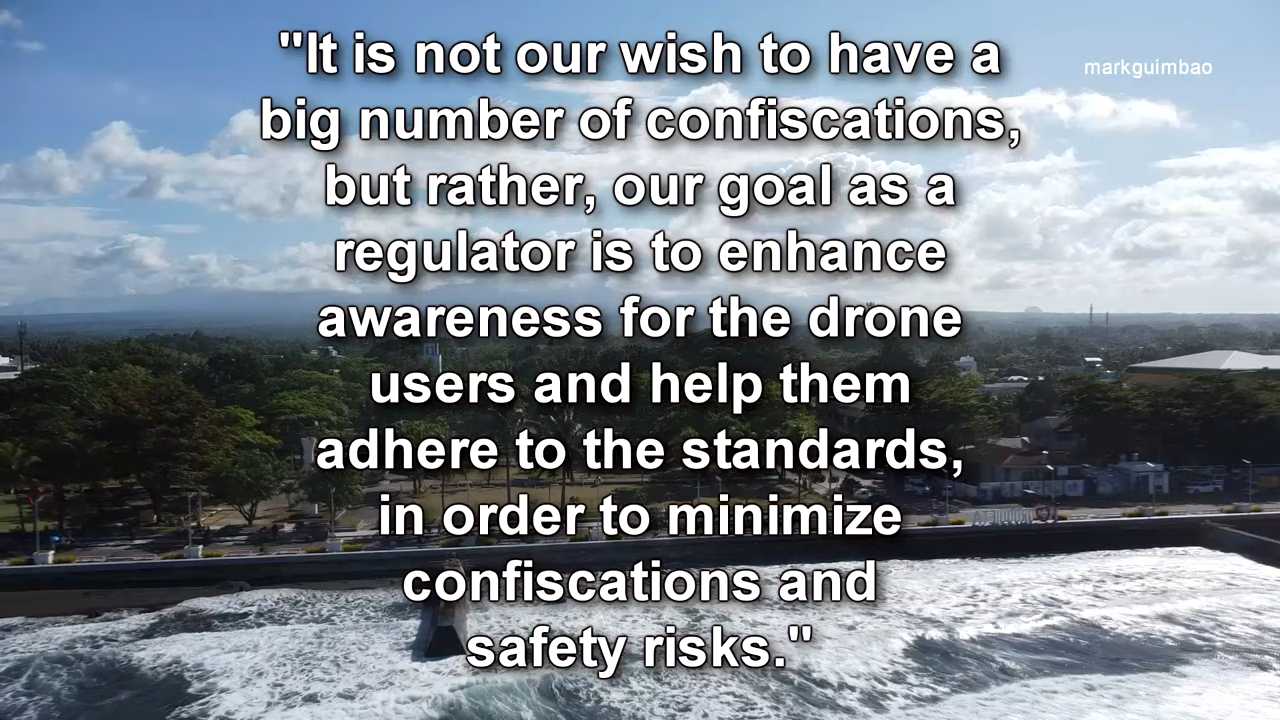 "It is not our wish to have a
markguimbao
big number of confiscations,
but rather, our goal as a
regulator is to enhance
awareness for the drone
users and help them
adhere to the standards,
in order to minimize
confiscations and
safety risks."